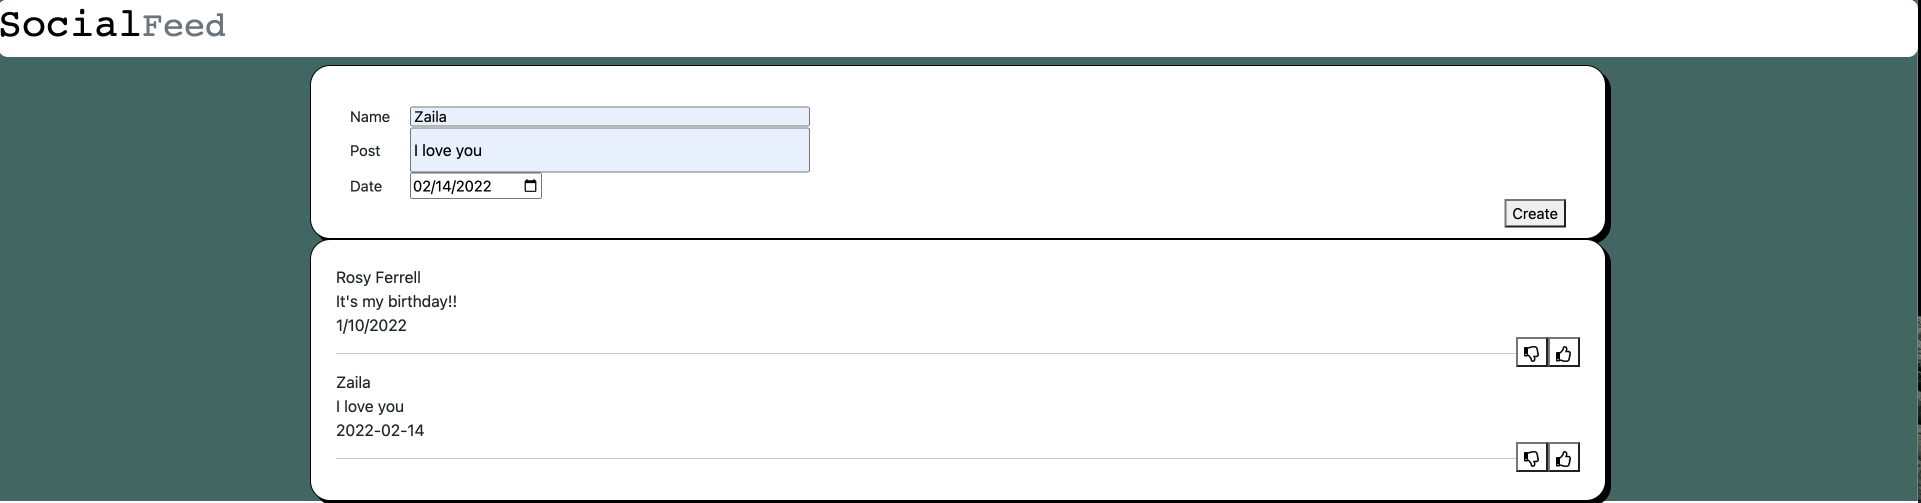 SocialFeed
Name Zaila
Post I love you
Date 02/14/2022
Create
Rosy Ferrell
It's my birthday!!
1/10/2022
Zaila
I love you
2022-02-14